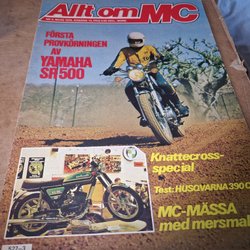 Allt om MC
FÖRSTA
PROVKÖRNINGEN
AV
YAMAHA
SR 500
Knattecross-
special
Test: HUSQVARNA 390 C
MC-MÄSSA
med mersmak